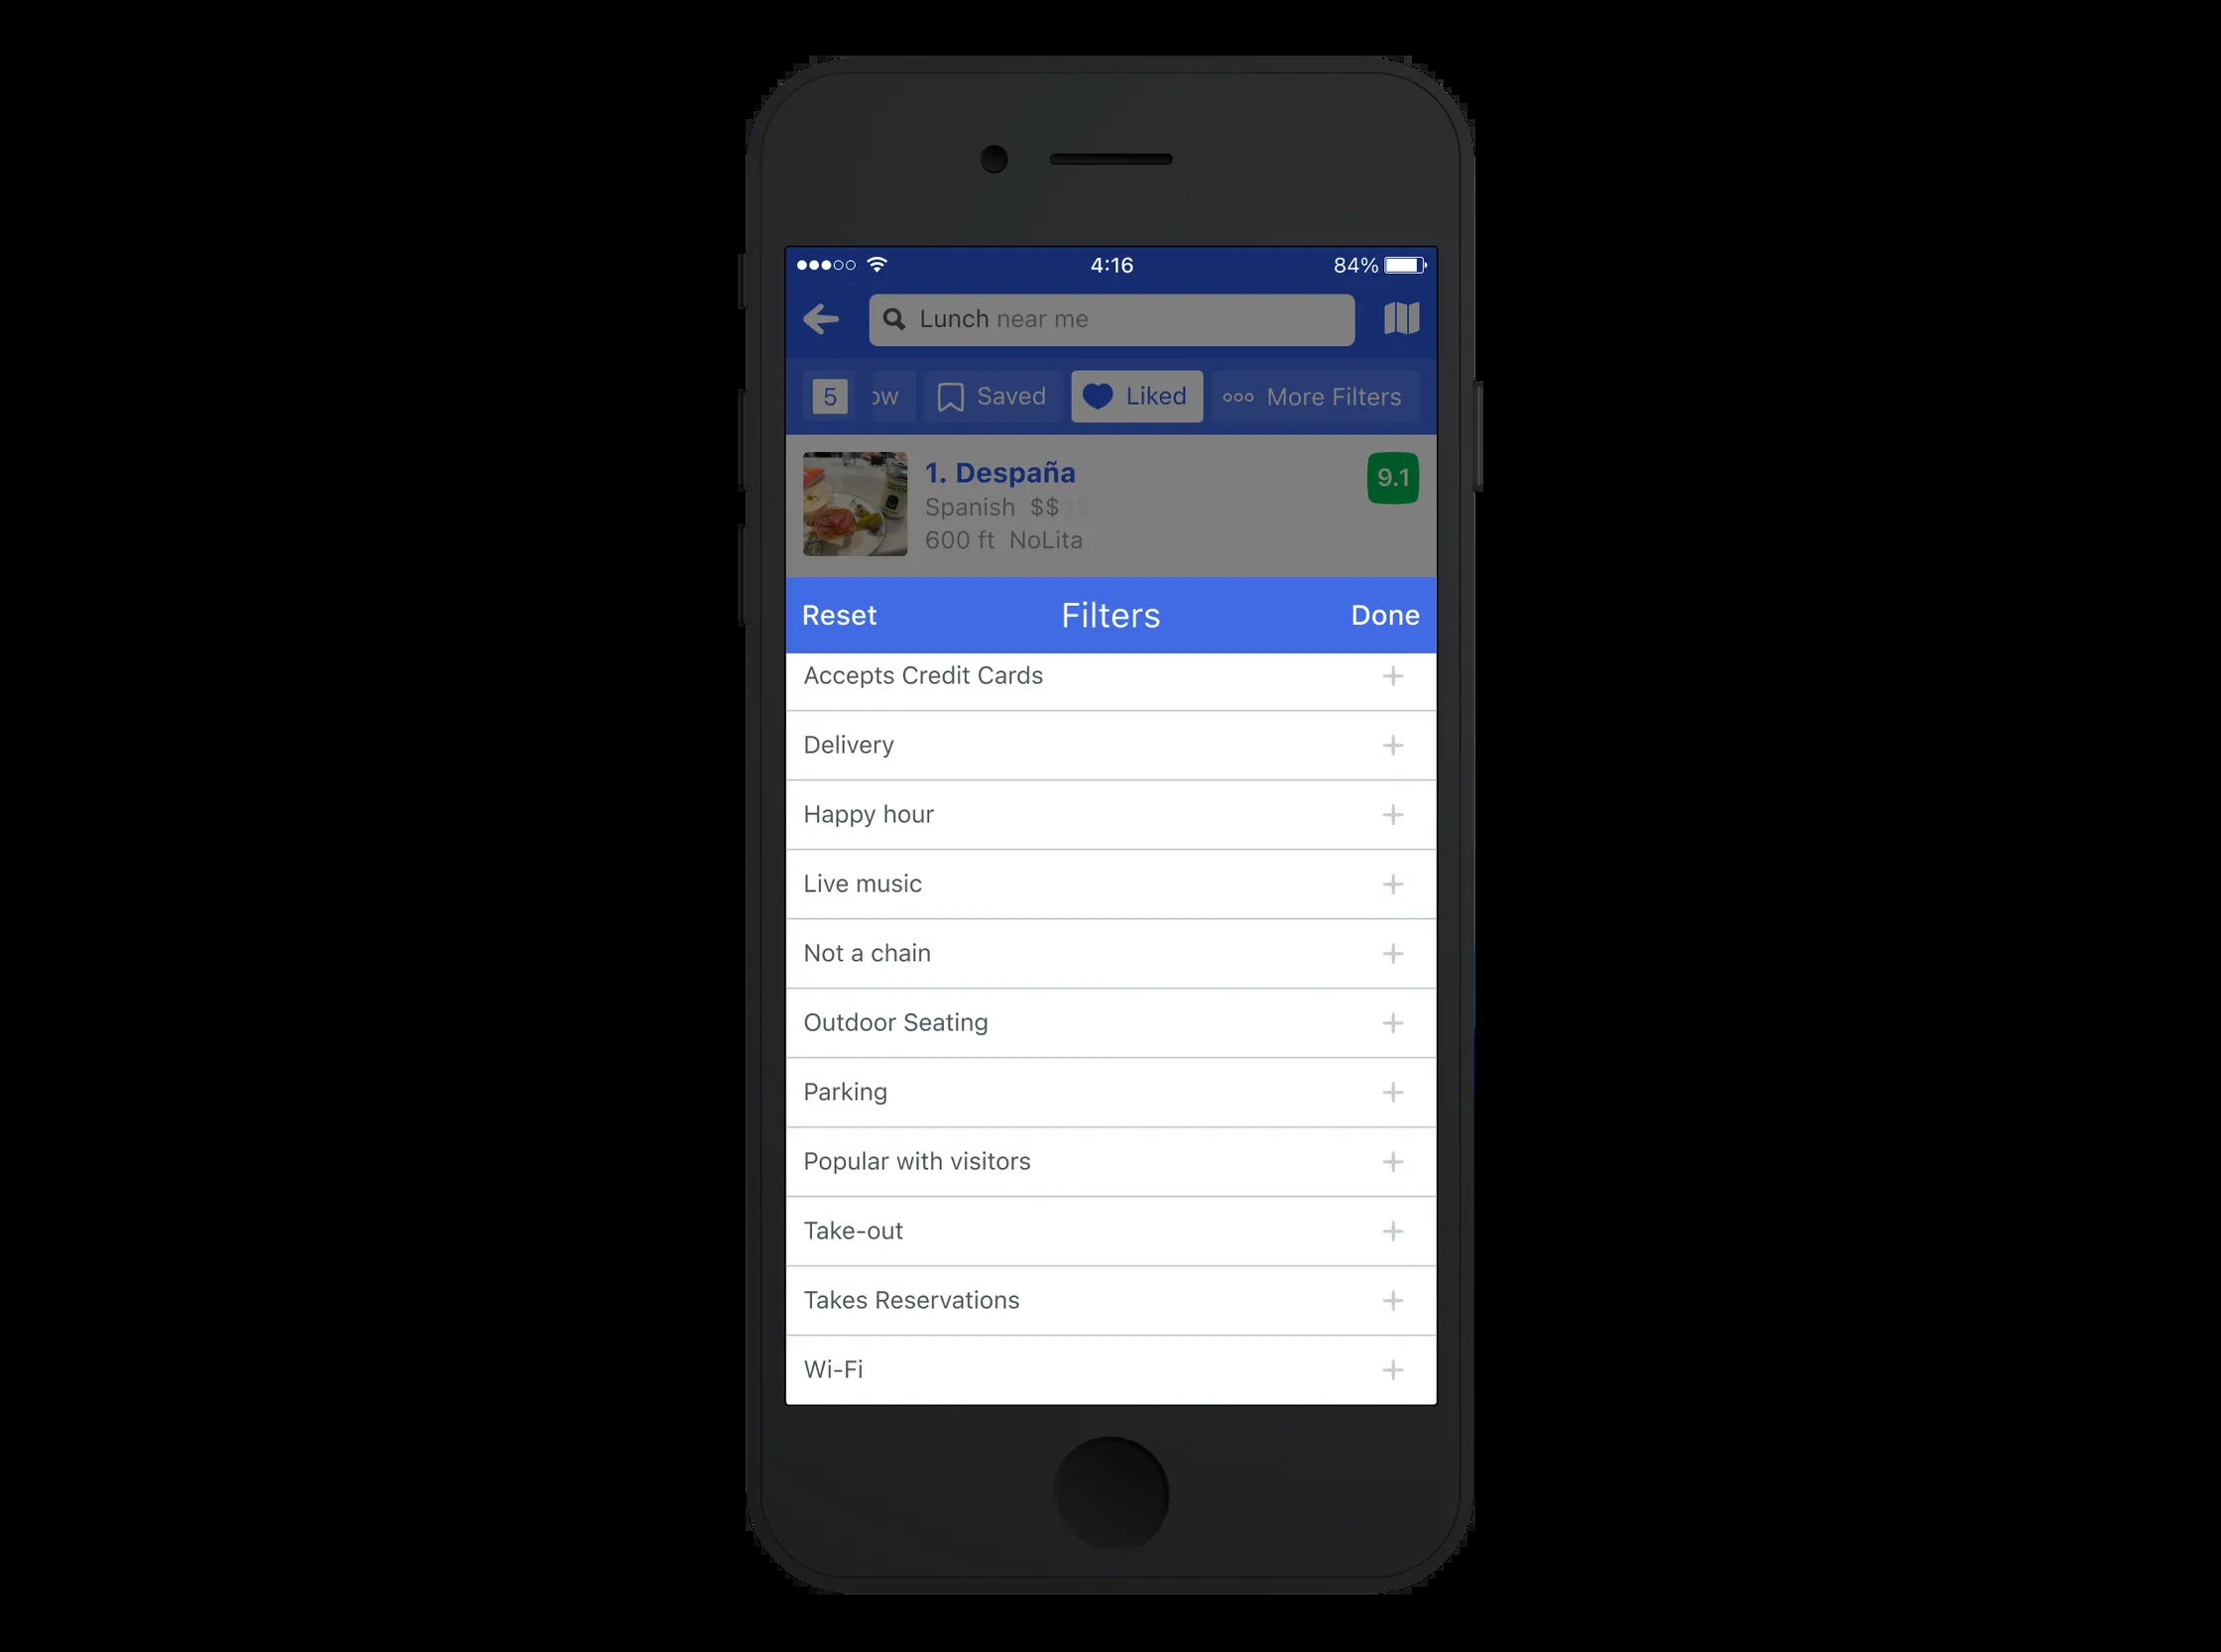 4:16 84%
Lunch near me
5 ow Saved Liked More Filters
1. Despaña 9.1
Spanish $$
600 ft NoLita
Reset Filters Done
Accepts Credit Cards
Delivery
Happy hour
Live music
Not a chain
Outdoor Seating
Parking
Popular with visitors
Take-out
Takes Reservations
Wi-Fi